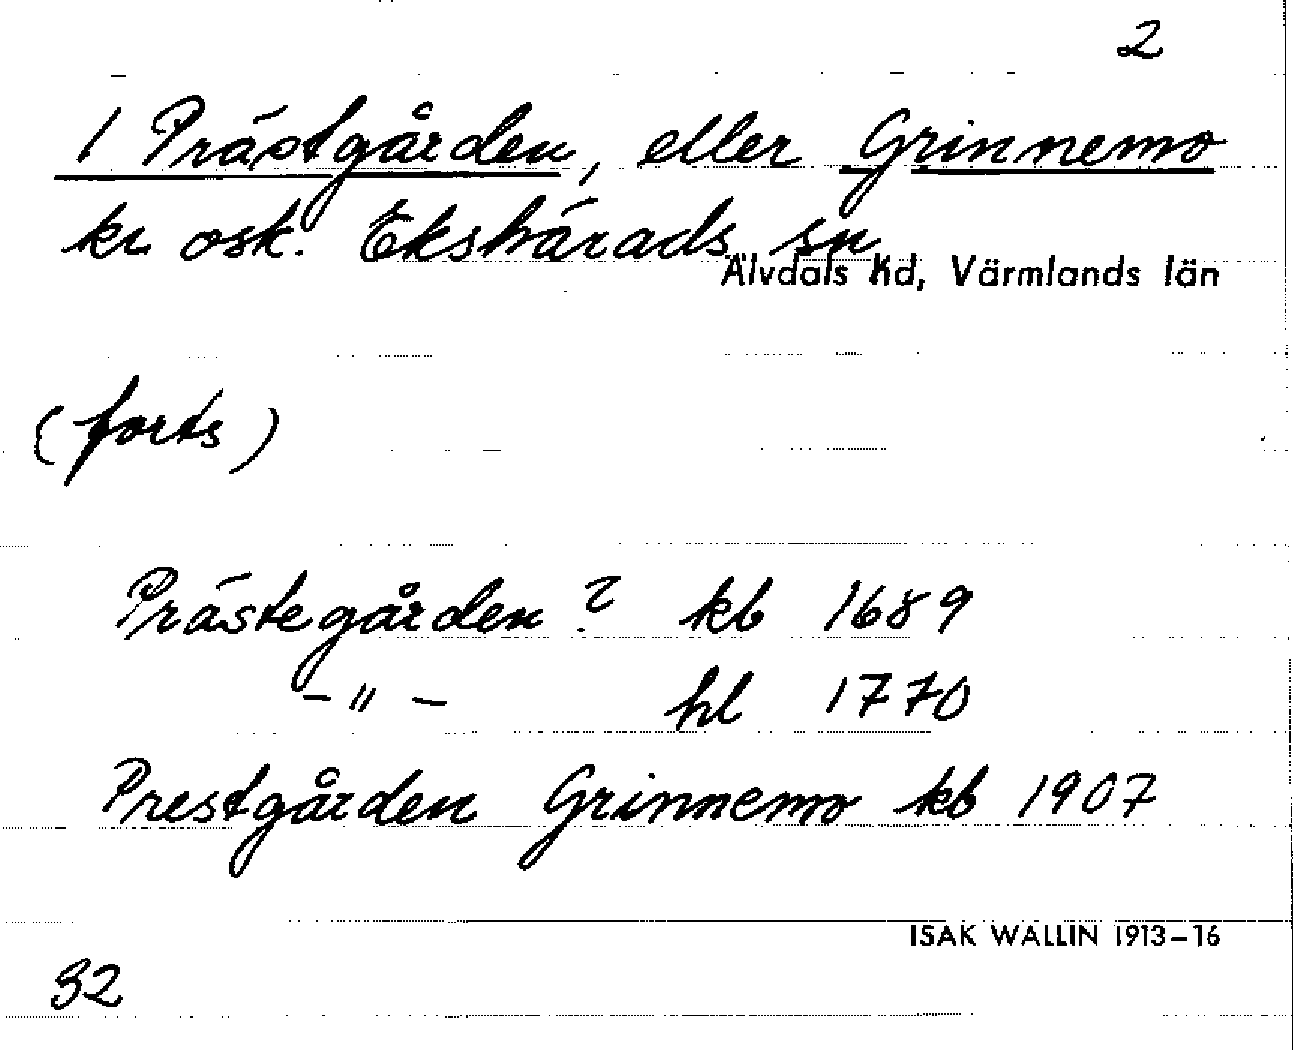 2
1 Prästgården, eller Grinnemo
kr osk. Ekshärads sn
Älvdals Hd, Värmlands län
(forts)
Prästegården ? kb 1689
-"- hl 1770
Prestgården Grinnemo kb 1907
ISAK WALLIN 1913-16
32